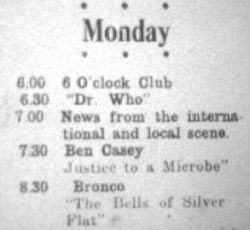 Monday
6.00 6 O'clock Club
6.30 "Dr. Who"
7.00 News from the interna-
tional and local scene.
7.30 Ben Casey
Justice to a Microbe"
8.30 Bronco
"The Bells of Silver
Flat"